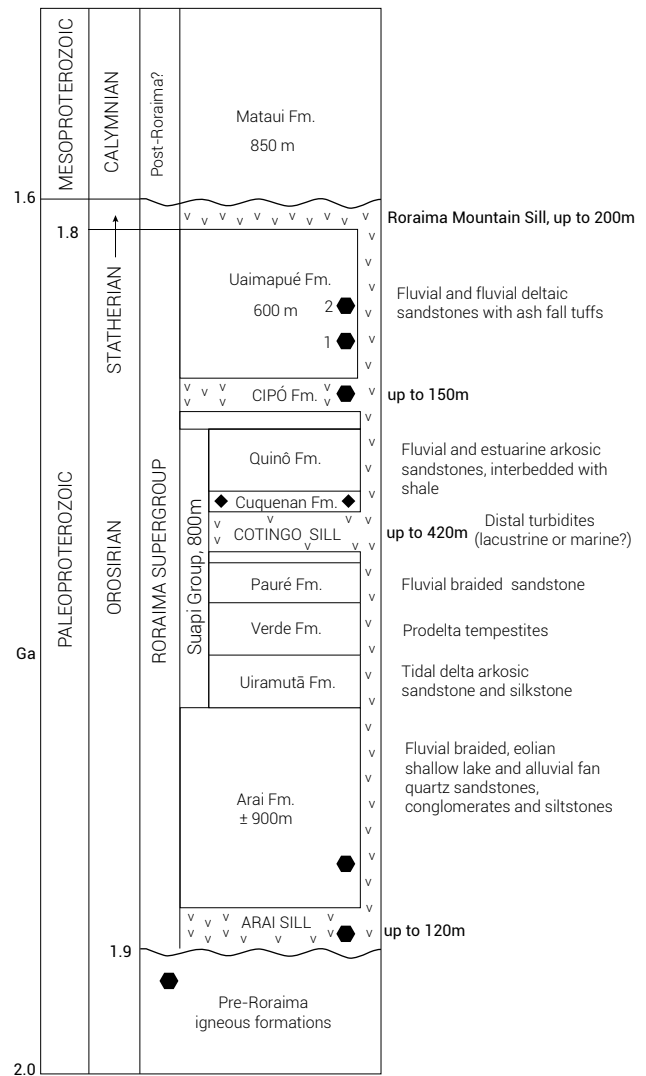 MESOPROTEROZOIC
CALYMNIAN
Post-Roraima?
Mataui Fm.
850 m
1.6
Roraima Mountain Sill, up to 200m
1.8
STATHERIAN
Uaimapué Fm.
600 m 2
1
Fluvial and fluvial deltaic
sandstones with ash fall tuffs
CIPÓ Fm.
up to 150m
PALEOPROTEROZOIC
OROSIRIAN
RORAIMA SUPERGROUP
Suapi Group, 800m
Quinô Fm.
Fluvial and estuarine arkosic
sandstones, interbedded with
shale
Cuquenan Fm.
COTINGO SILL
up to 420m
Distal turbidites
(lacustrine or marine?)
Pauré Fm.
Fluvial braided sandstone
Verde Fm.
Prodelta tempestites
Ga
Uiramutã Fm.
Tidal delta arkosic
sandstone and silkstone
Arai Fm.
± 900m
Fluvial braided, eolian
shallow lake and alluvial fan
quartz sandstones,
conglomerates and siltstones
ARAI SILL
up to 120m
1.9
Pre-Roraima
igneous formations
2.0